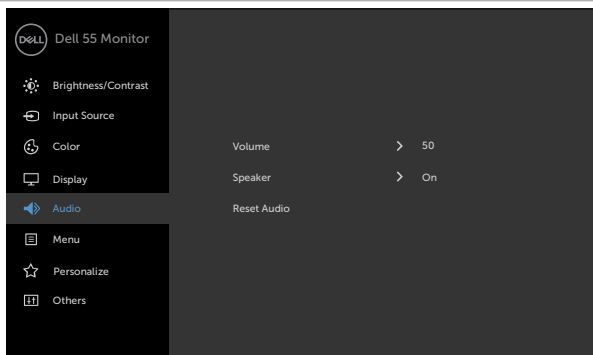 DELL Dell 55 Monitor
Brightness/Contrast
Input Source
Color
Display
Audio
Menu
Personalize
Others
Volume 50
Speaker On
Reset Audio